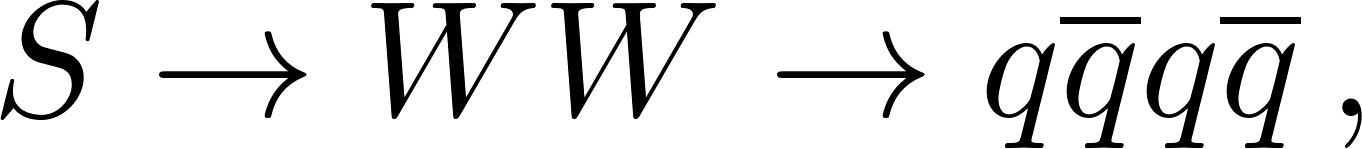 S → WW → qq̅qq̅ ,